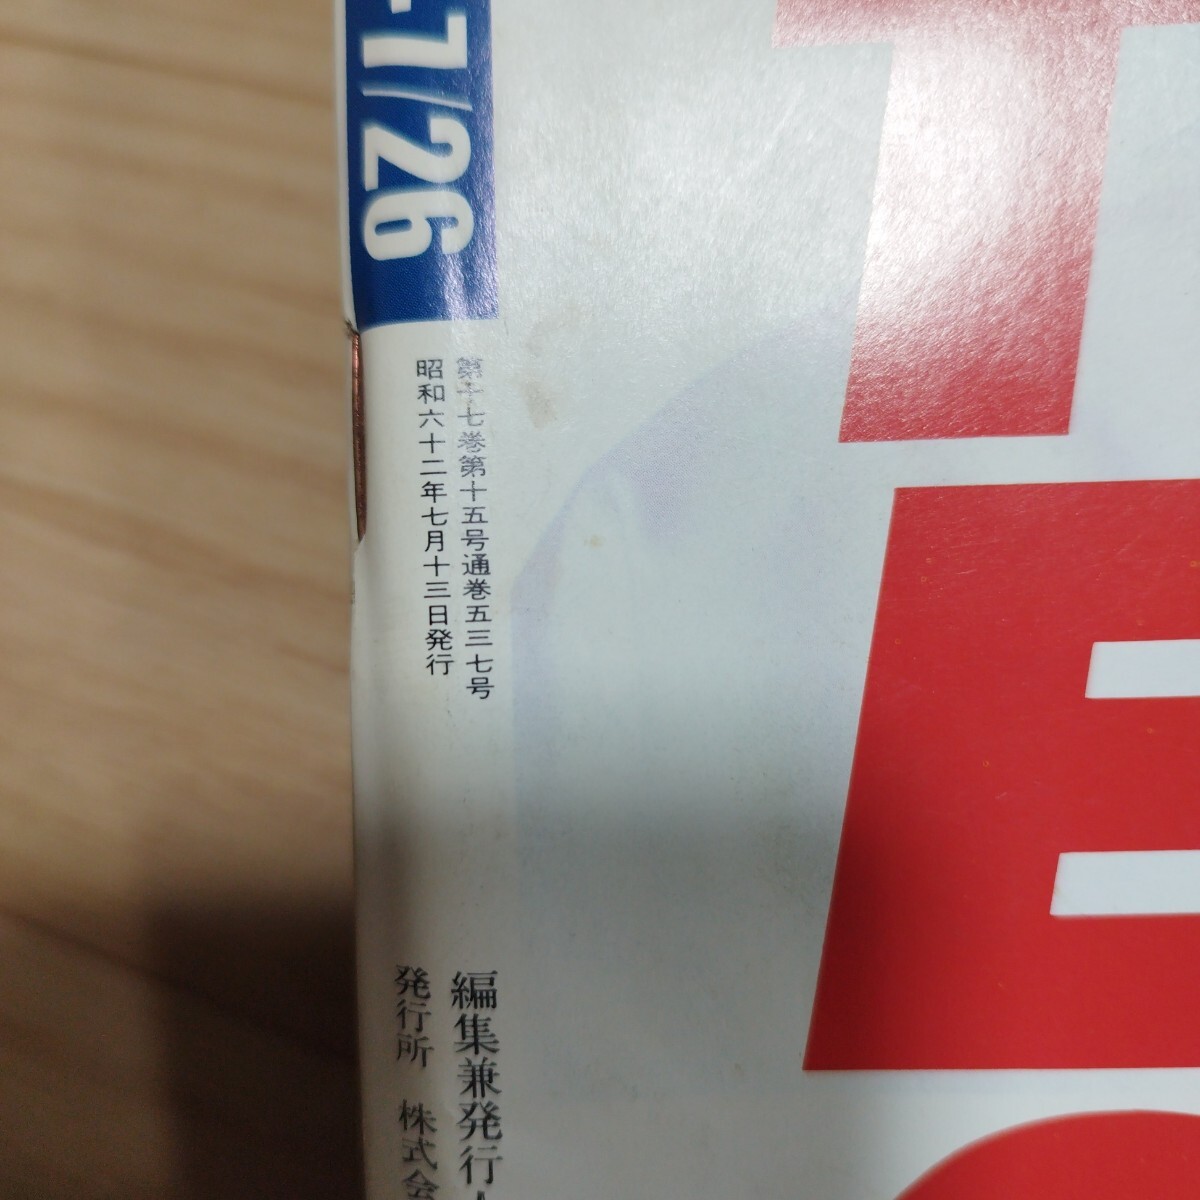 -7/26
第十七巻第十五号通巻五三七号
昭和六十二年七月十三日発行
編集兼発行
発行所 株式会